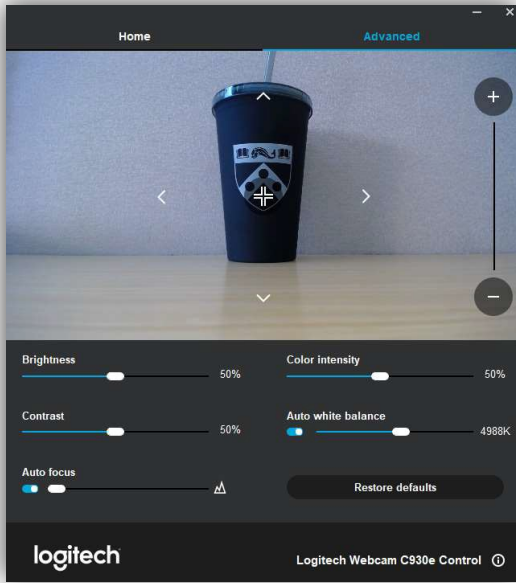 Home
Advanced
Brightness
50%
Color intensity
50%
Contrast
50%
Auto white balance
4988K
Auto focus
Restore defaults
logitech
Logitech Webcam C930e Control